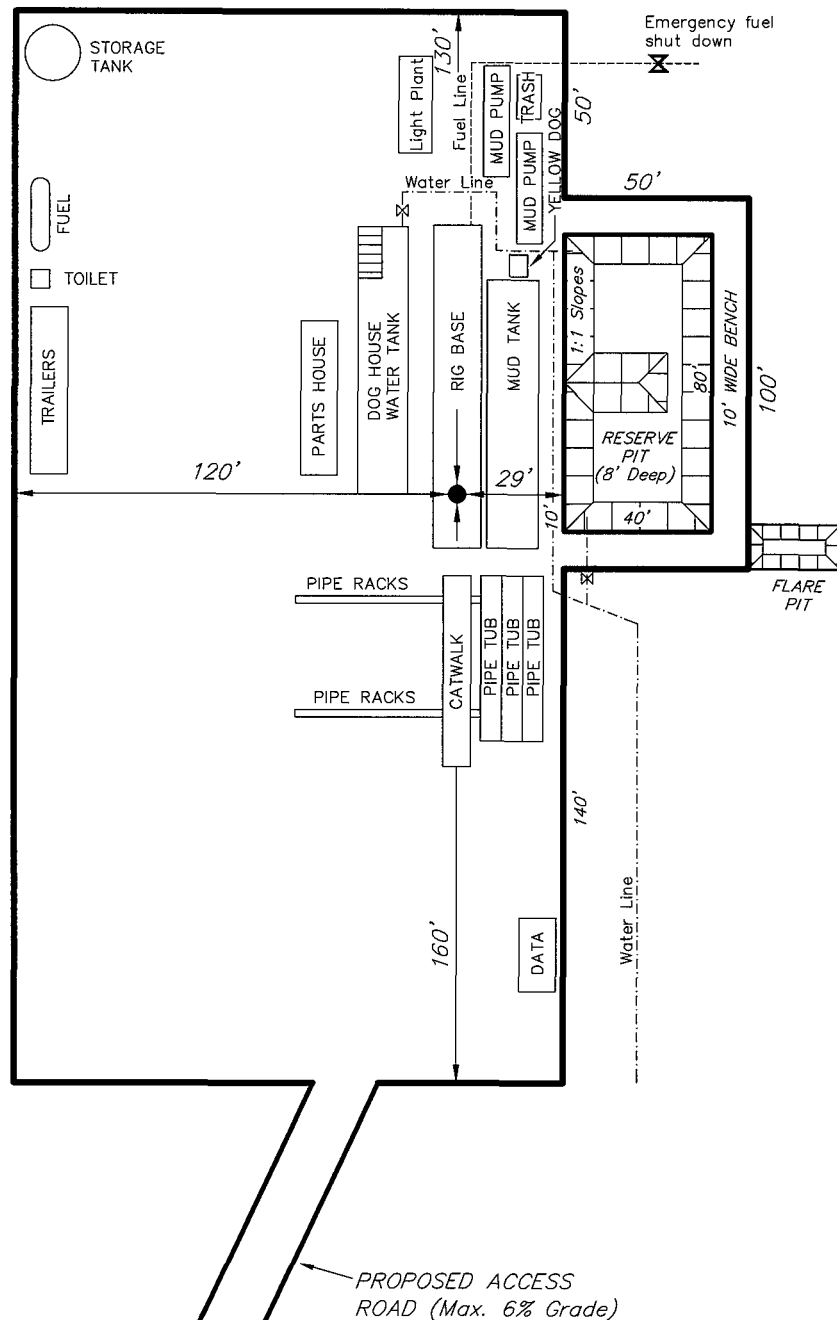 STORAGE
TANK
Light Plant
130'
Fuel Line
MUD PUMP
TRASH
50'
Emergency fuel
shut down
FUEL
Water Line
MUD PUMP
YELLOW DOG
50'
TOILET
TRAILERS
PARTS HOUSE
DOG HOUSE
WATER TANK
RIG BASE
MUD TANK
1:1 Slopes
80'
10' WIDE BENCH
100'
RESERVE
PIT
(8' Deep)
120'
29'
10'
40'
FLARE
PIT
PIPE RACKS
CATWALK
PIPE TUB
PIPE TUB
PIPE TUB
PIPE RACKS
140'
160'
DATA
Water Line
PROPOSED ACCESS
ROAD (Max. 6% Grade)